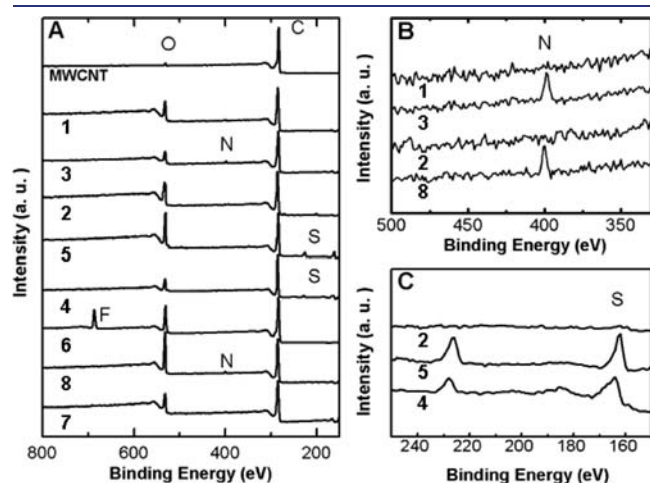 A
O
C
MWCNT
1
N
3
2
S
5
S
4
F
6
N
8
7
Intensity (a. u.)
800 600 400 200
Binding Energy (eV)
B
N
1
3
2
8
Intensity (a. u.)
500 450 400 350
Binding Energy (eV)
C
S
2
5
4
Intensity (a. u.)
240 220 200 180 160
Binding Energy (eV)